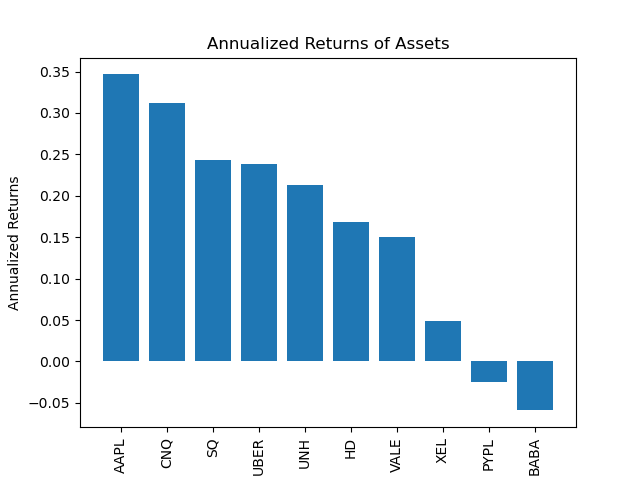 Annualized Returns of Assets
Annualized Returns
0.35
0.30
0.25
0.20
0.15
0.10
0.05
0.00
−0.05
AAPL
CNQ
SQ
UBER
UNH
HD
VALE
XEL
PYPL
BABA